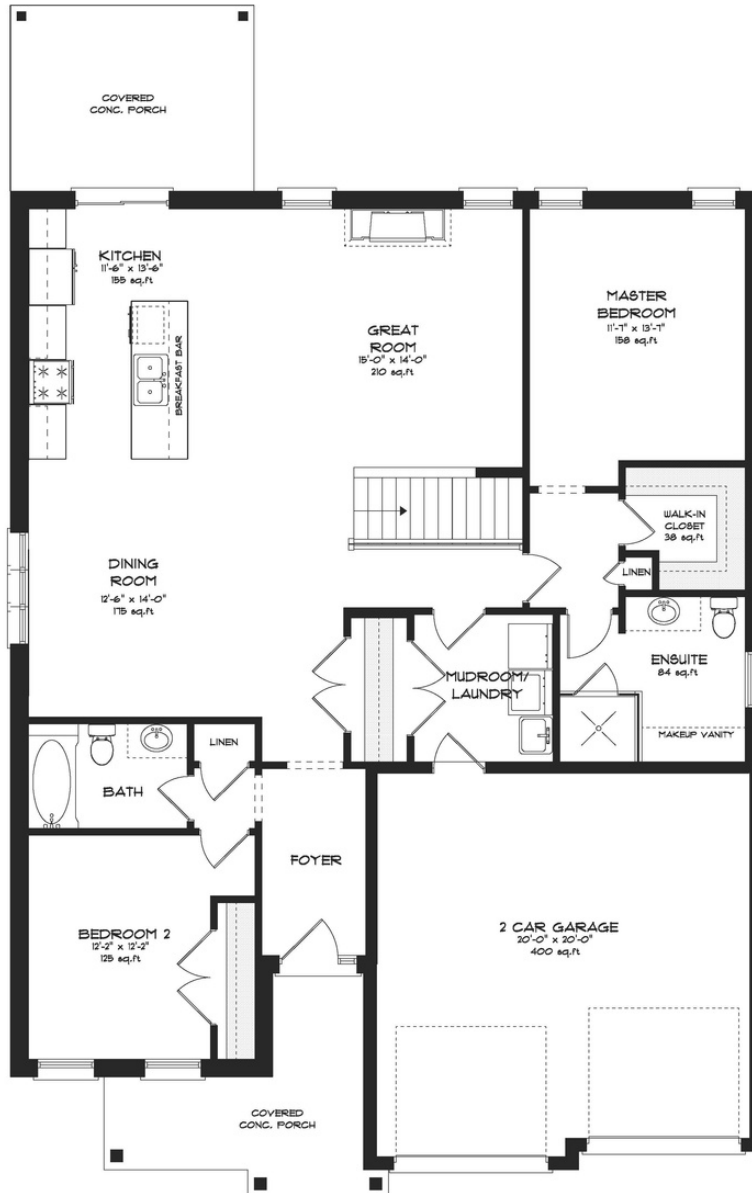 COVERED
CONC. PORCH
KITCHEN
11'-6" x 13'-6"
155 sq.ft
BREAKFAST BAR
GREAT
ROOM
15'-0" x 14'-0"
210 sq.ft
MASTER
BEDROOM
11'-7" x 13'-7"
158 sq.ft
WALK-IN
CLOSET
38 sq.ft
LINEN
DINING
ROOM
12'-6" x 14'-0"
175 sq.ft
MUDROOM/
LAUNDRY
ENSUITE
84 sq.ft
MAKEUP VANITY
LINEN
BATH
FOYER
BEDROOM 2
12'-2" x 12'-2"
125 sq.ft
2 CAR GARAGE
20'-0" x 20'-0"
400 sq.ft
COVERED
CONC. PORCH